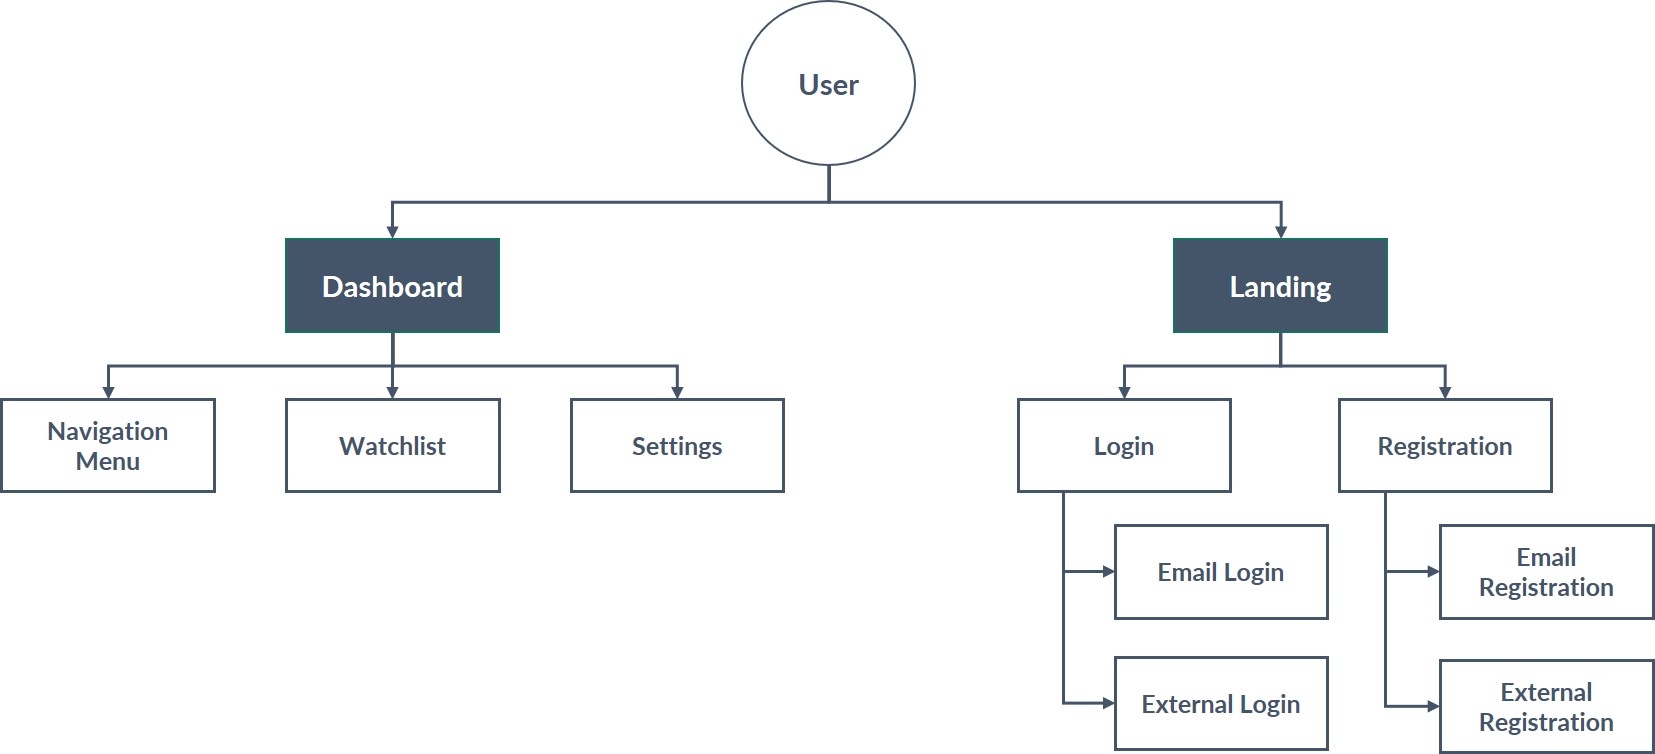 User
Dashboard
Landing
Navigation
Menu
Watchlist
Settings
Login
Registration
Email Login
Email
Registration
External Login
External
Registration